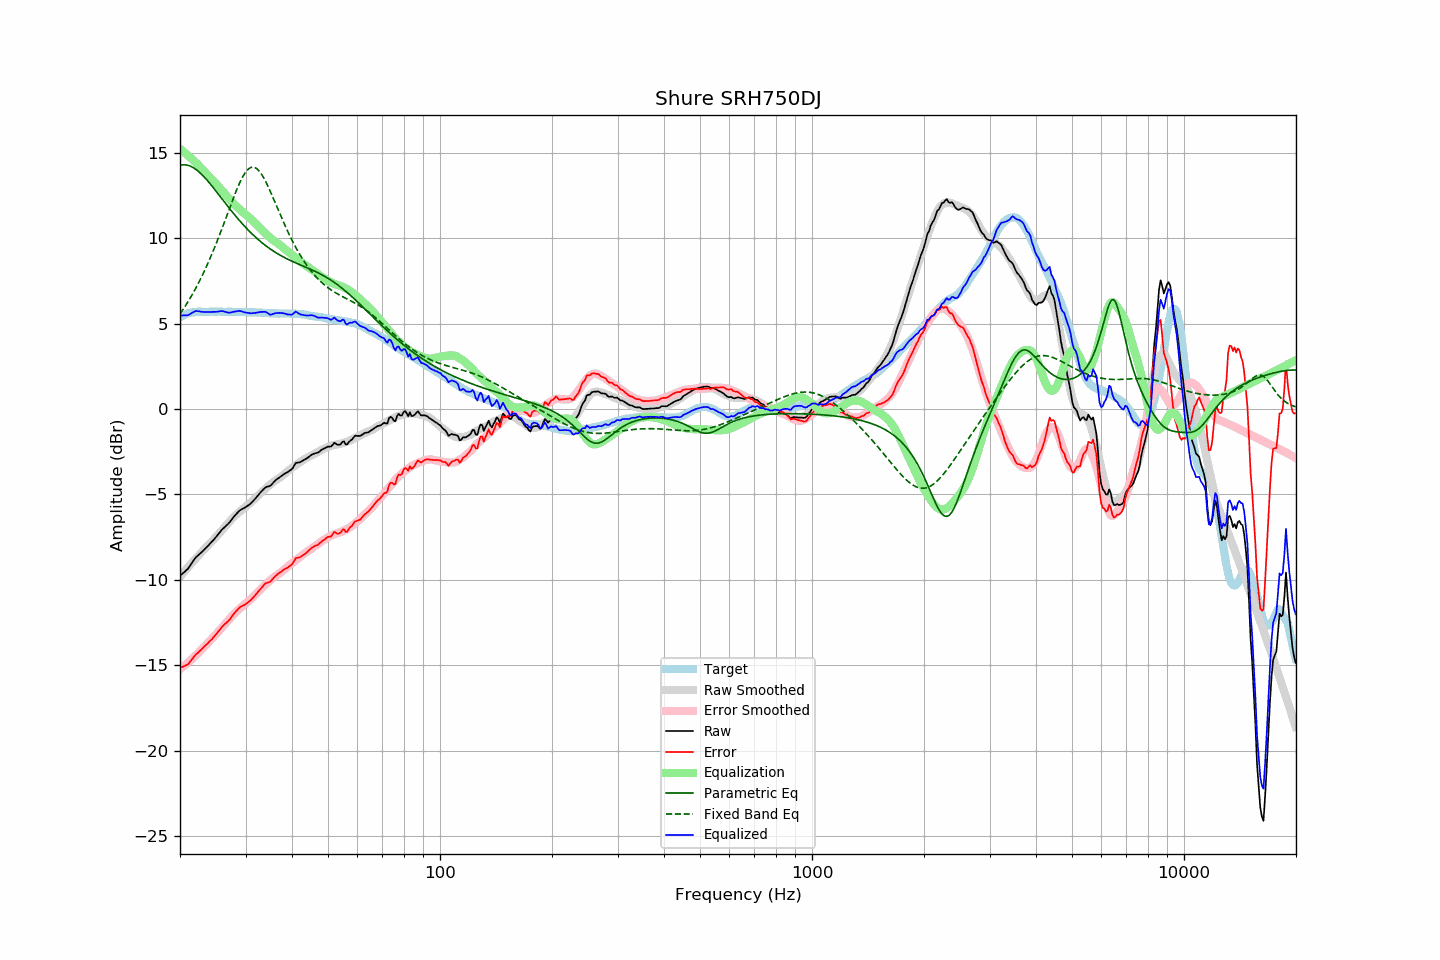 Shure SRH750DJ
15
10
5
0
−5
−10
−15
−20
−25
Amplitude (dBr)
Target
Raw Smoothed
Error Smoothed
Raw
Error
Equalization
Parametric Eq
Fixed Band Eq
Equalized
100
1000
10000
Frequency (Hz)